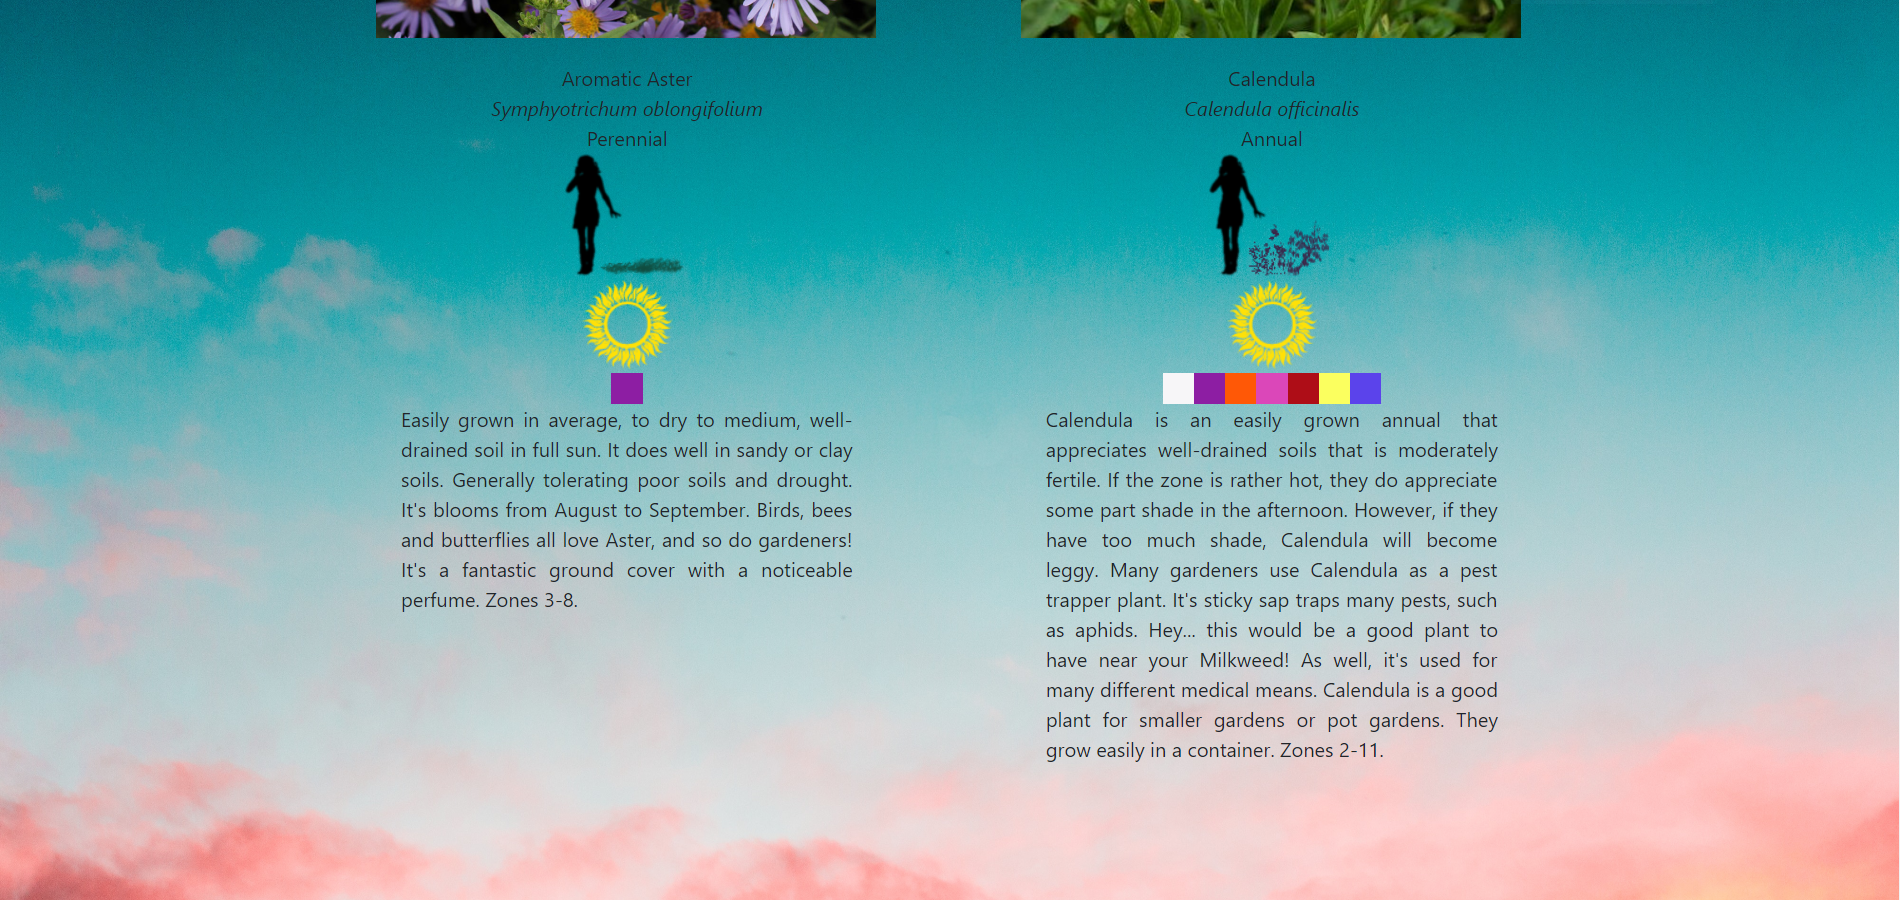 Aromatic Aster
Symphyotrichum oblongifolium
Perennial
Easily grown in average, to dry to medium, well-
drained soil in full sun. It does well in sandy or clay
soils. Generally tolerating poor soils and drought.
It's blooms from August to September. Birds, bees
and butterflies all love Aster, and so do gardeners!
It's a fantastic ground cover with a noticeable
perfume. Zones 3-8.
Calendula
Calendula officinalis
Annual
Calendula is an easily grown annual that
appreciates well-drained soils that is moderately
fertile. If the zone is rather hot, they do appreciate
some part shade in the afternoon. However, if they
have too much shade, Calendula will become
leggy. Many gardeners use Calendula as a pest
trapper plant. It's sticky sap traps many pests, such
as aphids. Hey... this would be a good plant to
have near your Milkweed! As well, it's used for
many different medical means. Calendula is a good
plant for smaller gardens or pot gardens. They
grow easily in a container. Zones 2-11.